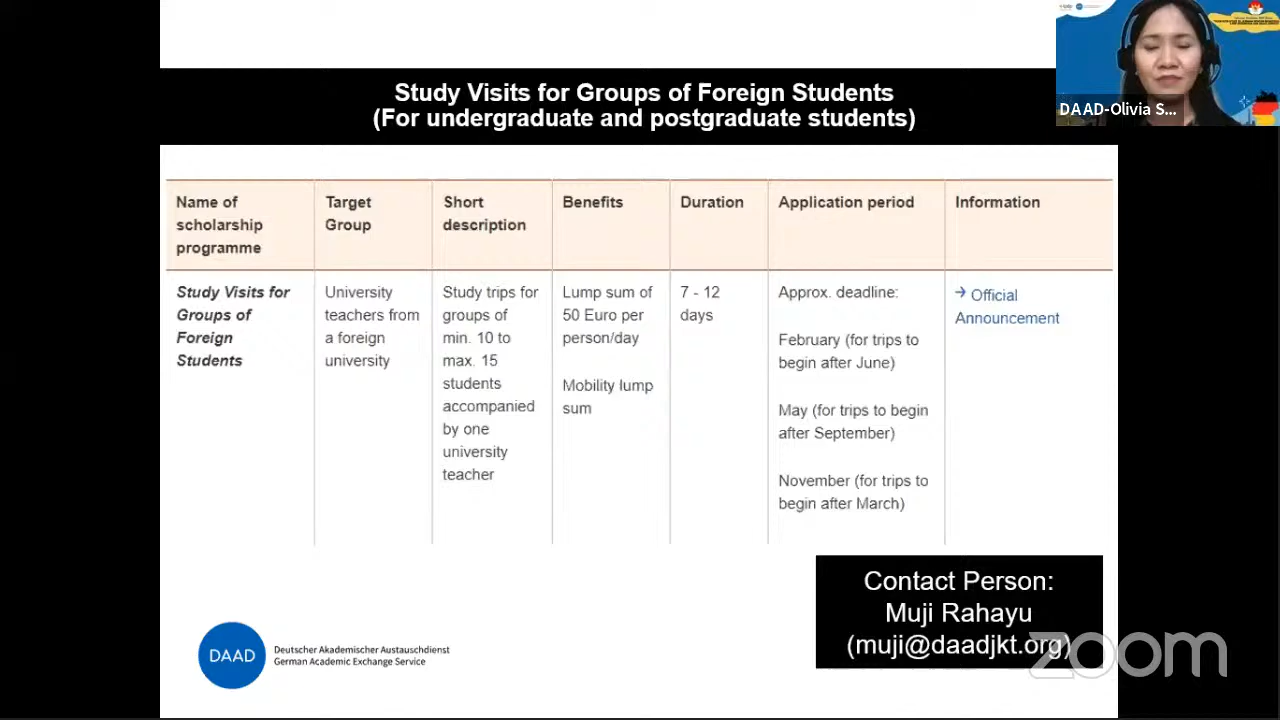 Study Visits for Groups of Foreign Students
(For undergraduate and postgraduate students)
DAAD-Olivia S...
Name of
scholarship
programme
Target
Group
Short
description
Benefits
Duration
Application period
Information
Study Visits for
Groups of
Foreign
Students
University
teachers from
a foreign
university
Study trips for
groups of
min. 10 to
max. 15
students
accompanied
by one
university
teacher
Lump sum of
50 Euro per
person/day
Mobility lump
sum
7 - 12
days
Approx. deadline:
February (for trips to
begin after June)
May (for trips to begin
after September)
November (for trips to
begin after March)
→ Official
Announcement
Contact Person:
Muji Rahayu
(muji@daadjkt.org)
zoom
DAAD
Deutscher Akademischer Austauschdienst
German Academic Exchange Service